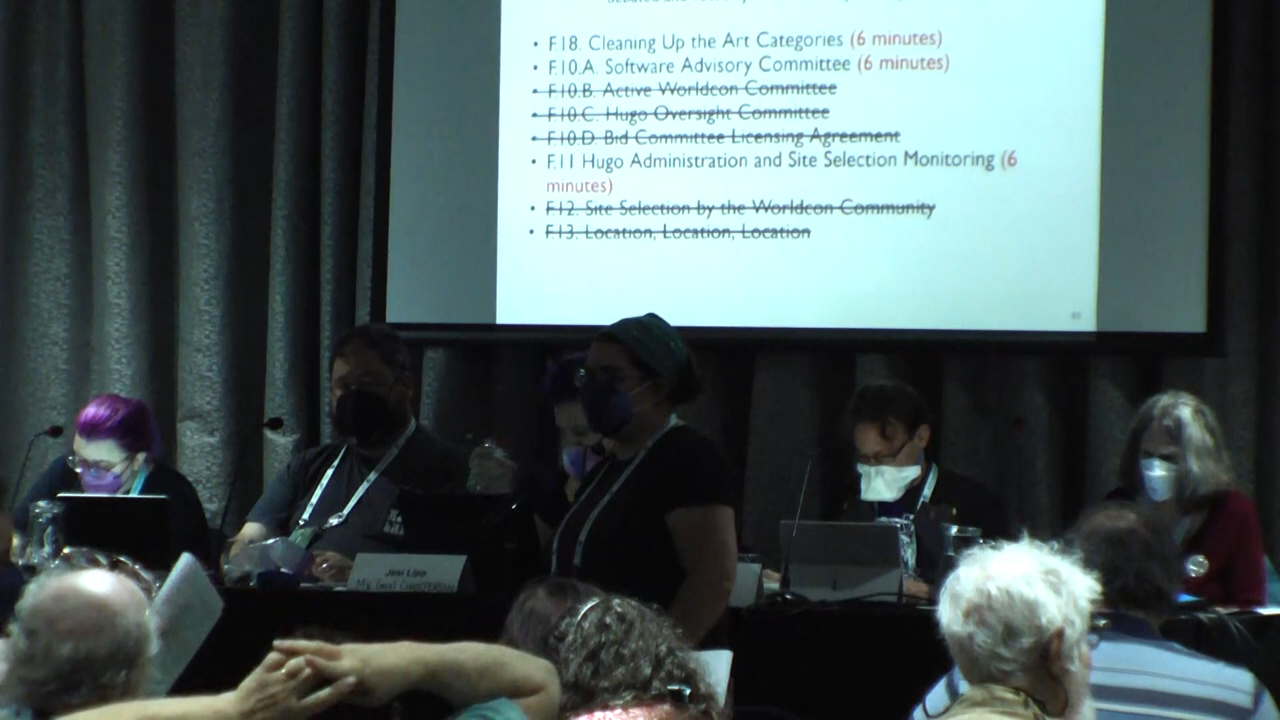 • F.18. Cleaning Up the Art Categories (6 minutes)
• F.10.A. Software Advisory Committee (6 minutes)
• F.10.B. Active Worldcon Committee
• F.10.C. Hugo Oversight Committee
• F.10.D. Bid Committee Licensing Agreement
• F.11 Hugo Administration and Site Selection Monitoring (6
minutes)
• F.12. Site Selection by the Worldcon Community
• F.13. Location, Location, Location
Jesi Lipp